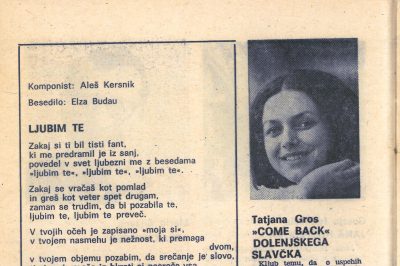 Komponist: Aleš Kersnik
Besedilo: Elza Budau
LJUBIM TE
Zakaj si ti bil tisti fant,
ki me predramil je iz sanj,
povedel v svet ljubezni me z besedama
»ljubim te«, »ljubim te«, »ljubim te«.
Zakaj se vračaš kot pomlad
in greš kot veter spet drugam,
zaman se trudim, da bi pozabila te,
ljubim te, ljubim te preveč.
V tvojih očeh je zapisano »moja si«,
v tvojem nasmehu je nežnost, ki premaga
dvom,
v tvojem objemu pozabim, da srečanje je slovo,
Tatjana Gros
»COME BACK«
DOLENJSKEGA
SLAVČKA
Kljub temu, da o uspehih